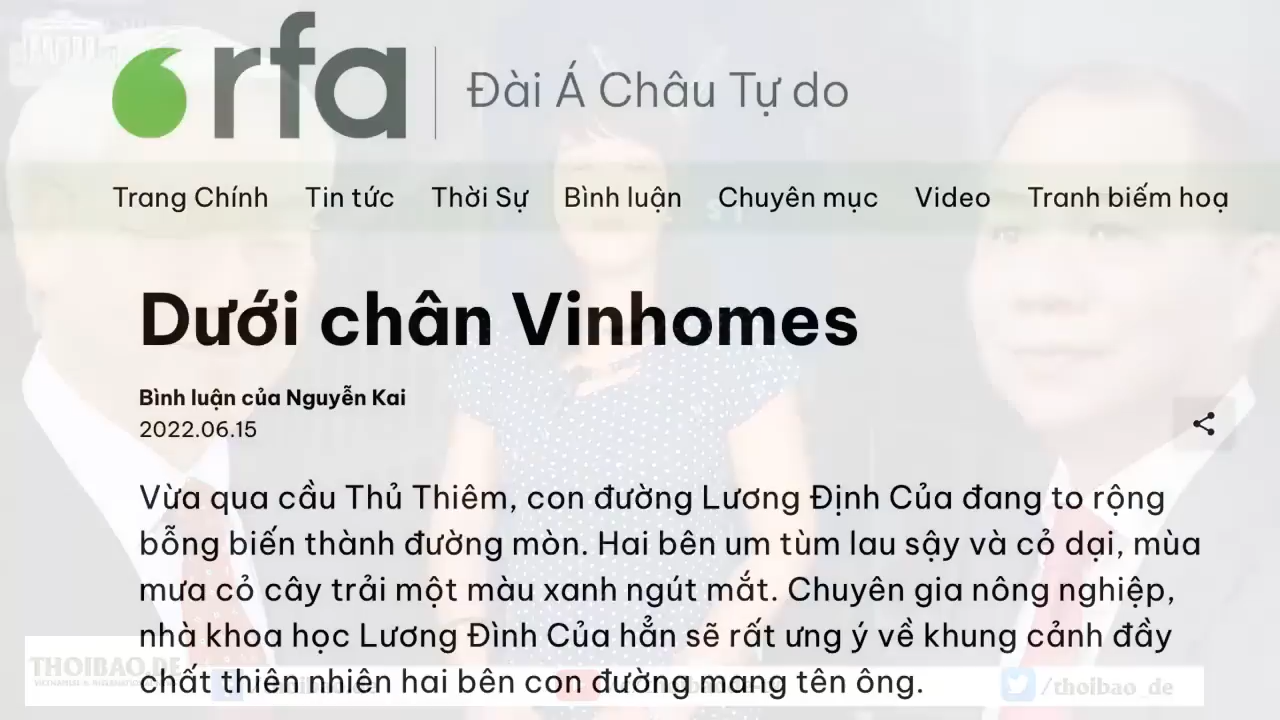 rfa Đài Á Châu Tự do
Trang Chính Tin tức Thời Sự Bình luận Chuyên mục Video Tranh biếm hoạ
Dưới chân Vinhomes
Bình luận của Nguyễn Kai
2022.06.15
Vừa qua cầu Thủ Thiêm, con đường Lương Định Của đang to rộng
bỗng biến thành đường mòn. Hai bên um tùm lau sậy và cỏ dại, mùa
mưa cỏ cây trải một màu xanh ngút mắt. Chuyên gia nông nghiệp,
nhà khoa học Lương Đình Của hẳn sẽ rất ưng ý về khung cảnh đầy
THOIBAO.DE
chất thiên nhiên hai bên con đường mang tên ông.
/thoibao_de